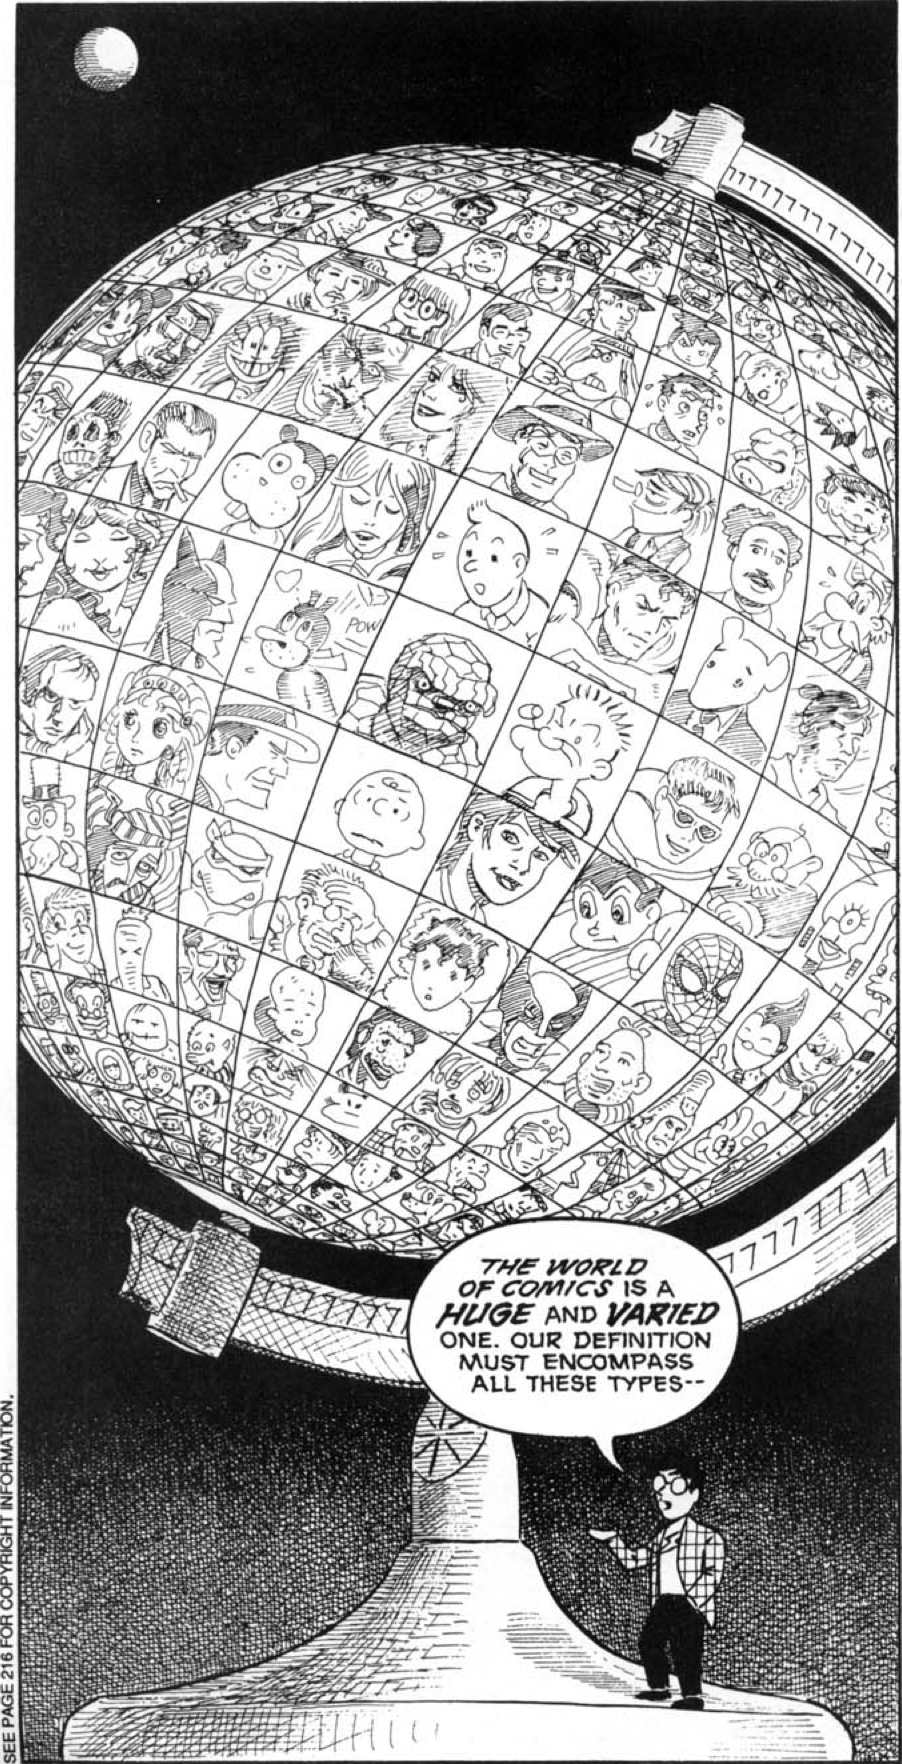 POW
THE WORLD
OF COMICS IS A
HUGE AND VARIED
ONE. OUR DEFINITION
MUST ENCOMPASS
ALL THESE TYPES--
SEE PAGE 216 FOR COPYRIGHT INFORMATION.